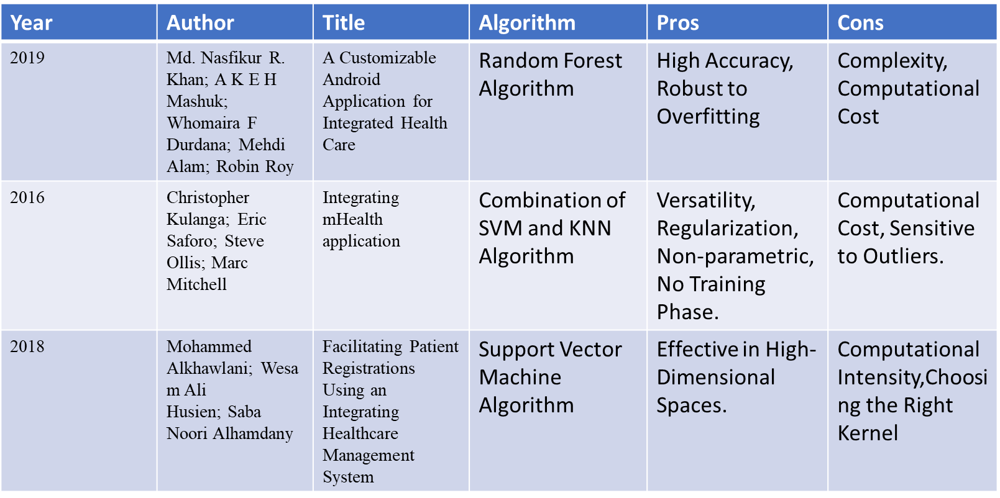 Year
Author
Title
Algorithm
Pros
Cons
2019
Md. Nasfikur R.
Khan; A K E H
Mashuk;
Whomaira F
Durdana; Mehdi
Alam; Robin Roy
A Customizable
Android
Application for
Integrated Health
Care
Random Forest
Algorithm
High Accuracy,
Robust to
Overfitting
Complexity,
Computational
Cost
2016
Christopher
Kulanga; Eric
Saforo; Steve
Ollis; Marc
Mitchell
Integrating
mHealth
application
Combination of
SVM and KNN
Algorithm
Versatility,
Regularization,
Non-parametric,
No Training
Phase.
Computational
Cost, Sensitive
to Outliers.
2018
Mohammed
Alkhawlani; Wesa
m Ali
Husien; Saba
Noori Alhamdany
Facilitating Patient
Registrations
Using an
Integrating
Healthcare
Management
System
Support Vector
Machine
Algorithm
Effective in High-
Dimensional
Spaces.
Computational
Intensity,Choosi
ng the Right
Kernel